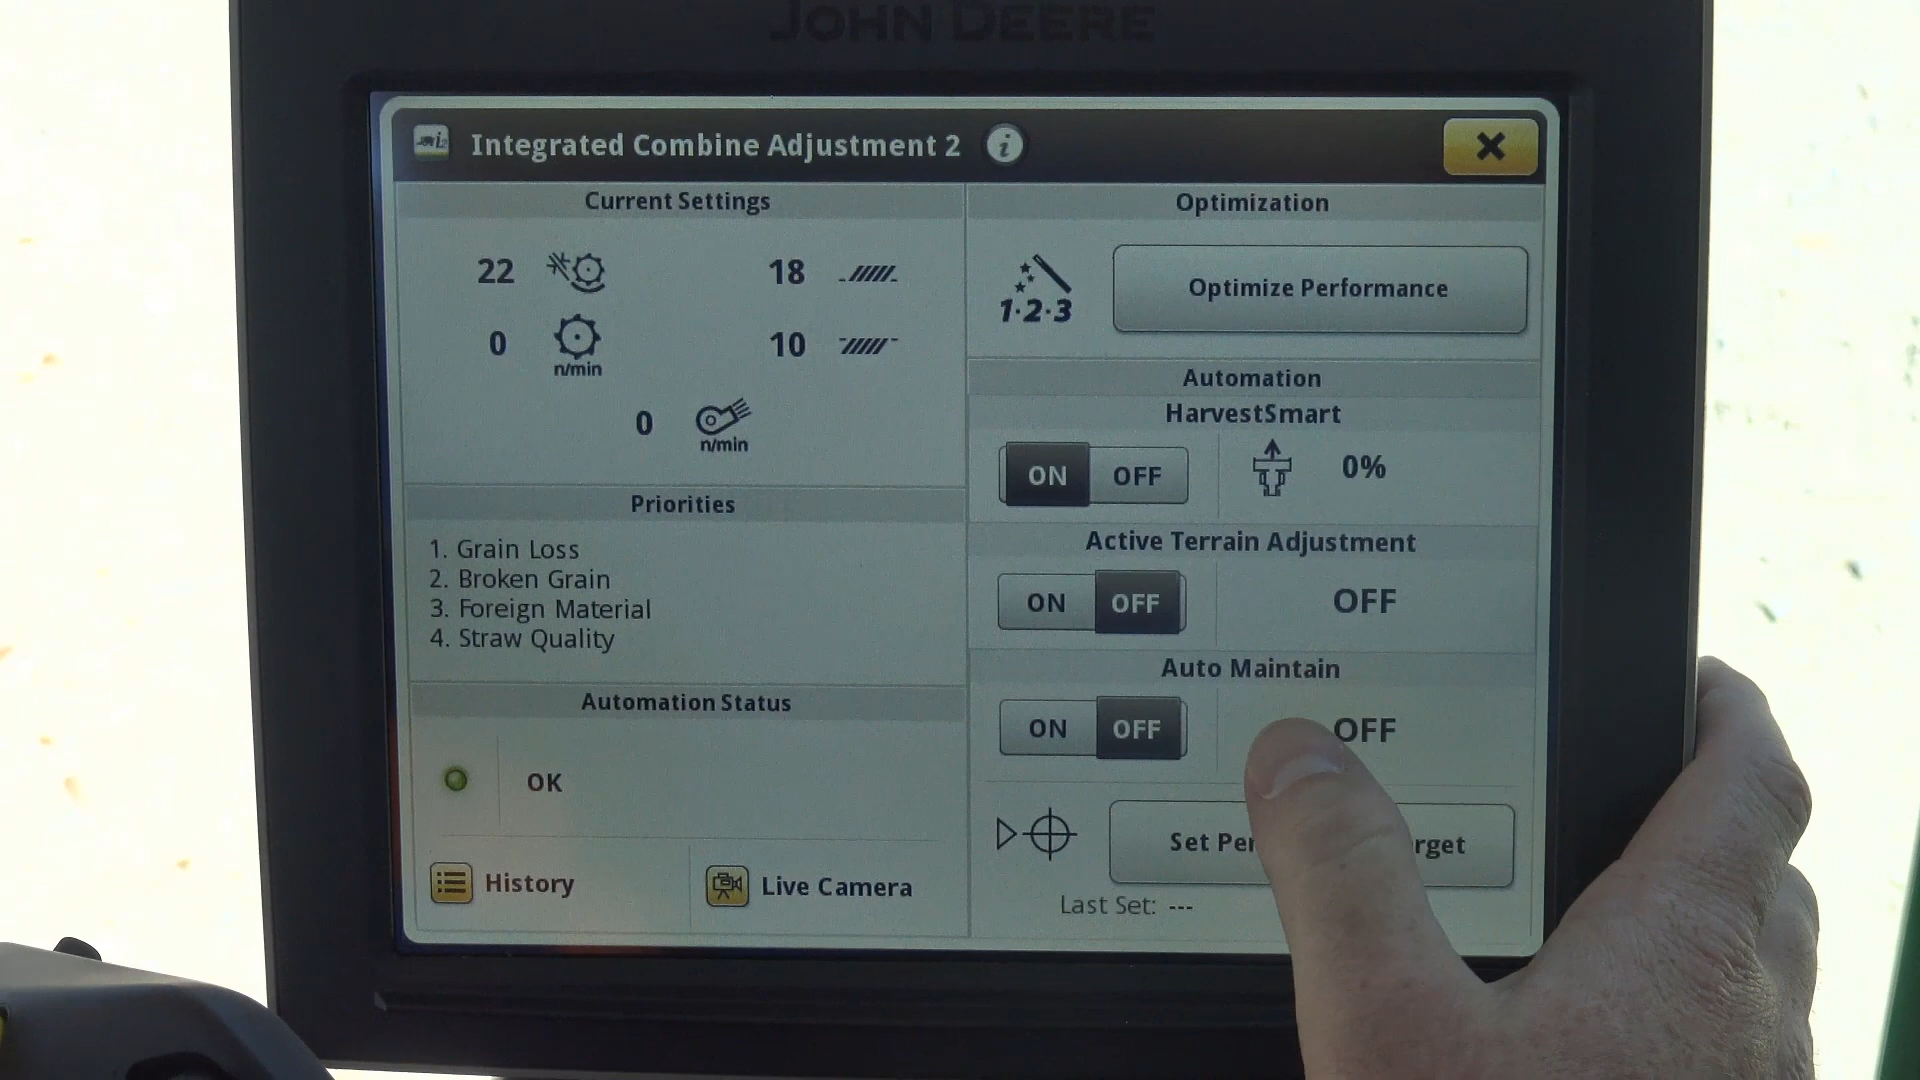 JOHN DEERE
Integrated Combine Adjustment 2
i
Current Settings
22
18
0
n/min
10
0
n/min
Priorities
1. Grain Loss
2. Broken Grain
3. Foreign Material
4. Straw Quality
Automation Status
OK
History
Live Camera
Optimization
1·2·3
Optimize Performance
Automation
HarvestSmart
ON OFF
0%
Active Terrain Adjustment
ON OFF
OFF
Auto Maintain
ON OFF
OFF
Set
Last Set: ---